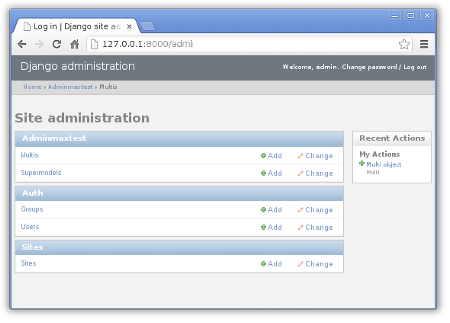 Log in | Django site ad
127.0.0.1:8000/admi
Django administration
Welcome, admin. Change password / Log out
Home › Adminmaxtest › Multis
Site administration
Adminmaxtest
Multis Add Change
Supermodels Add Change
Auth
Groups Add Change
Users Add Change
Sites
Sites Add Change
Recent Actions
My Actions
Multi object
Multi